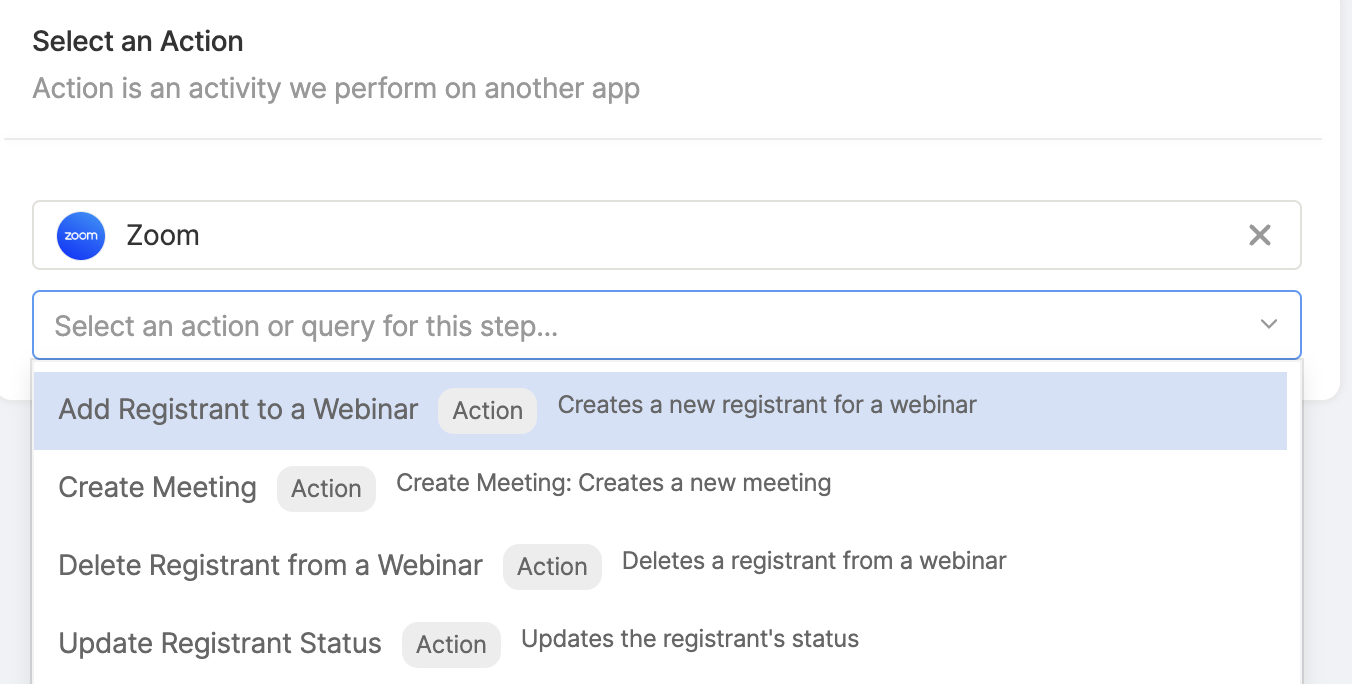 Select an Action
Action is an activity we perform on another app
zoom Zoom
Select an action or query for this step...
Add Registrant to a Webinar Action Creates a new registrant for a webinar
Create Meeting Action Create Meeting: Creates a new meeting
Delete Registrant from a Webinar Action Deletes a registrant from a webinar
Update Registrant Status Action Updates the registrant's status